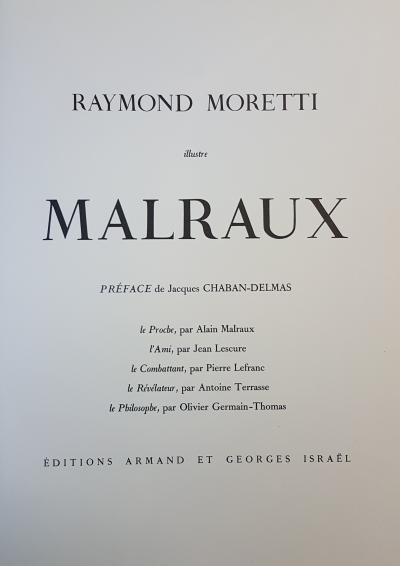 RAYMOND MORETTI
illustre
MALRAUX
PRÉFACE de Jacques CHABAN-DELMAS
le Proche, par Alain Malraux
l'Ami, par Jean Lescure
le Combattant, par Pierre Lefranc
le Révélateur, par Antoine Terrasse
le Philosophe, par Olivier Germain-Thomas
ÉDITIONS ARMAND ET GEORGES ISRAËL